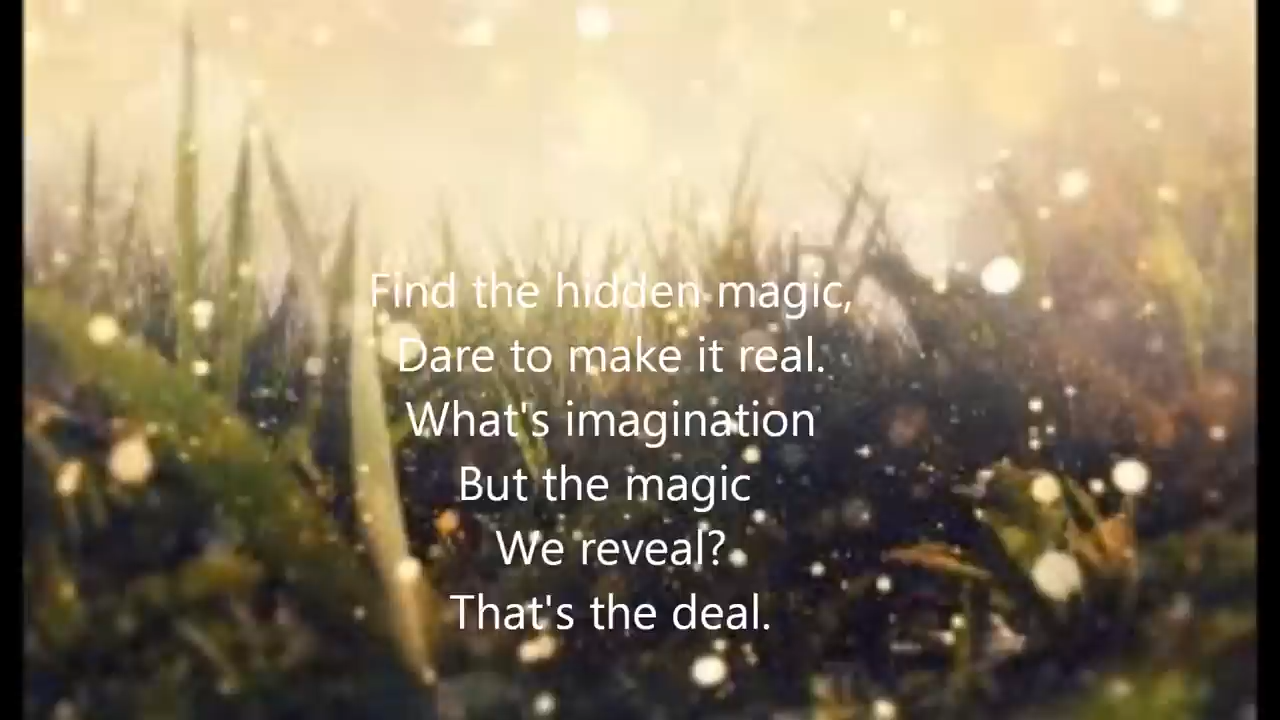 Find the hidden magic,
Dare to make it real.
What's imagination
But the magic
We reveal?
That's the deal.